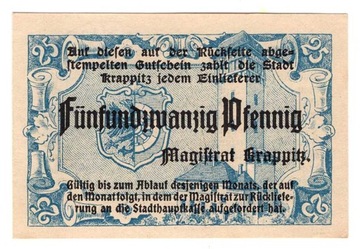 Auf diesen auf der Rückseite abge-
stempelten Gutschein zahlt die Stadt
Krappitz jedem Einlieferer
Fünfundzwanzig Pfennig
Magistrat Krappitz.
Gültig bis zum Ablauf desjenigen Monats, der auf
den Monat folgt, in dem der Magistrat zur Rückliefe-
rung an die Stadthauptkasse aufgefordert hat.